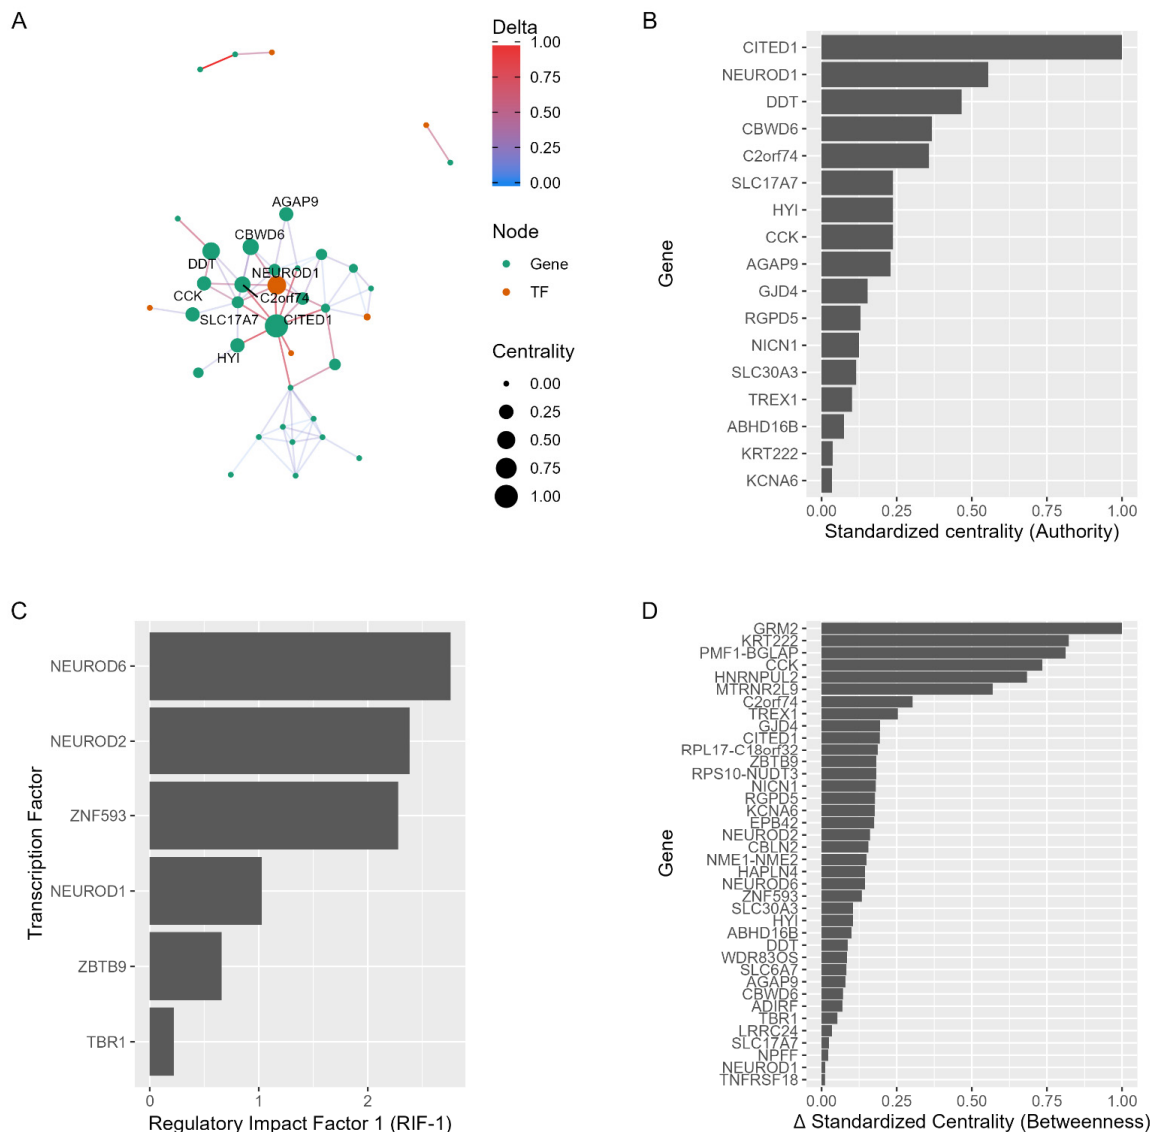 A
Delta
1.00
0.75
0.50
0.25
0.00
Node
Gene
TF
Centrality
0.00
0.25
0.50
0.75
1.00
AGAP9
CBWD6
DDT
NEUROD1
C2orf74
CCK
SLC17A7
CITED1
HYI
B
Gene
CITED1
NEUROD1
DDT
CBWD6
C2orf74
SLC17A7
HYI
CCK
AGAP9
GJD4
RGPD5
NICN1
SLC30A3
TREX1
ABHD16B
KRT222
KCNA6
0.00 0.25 0.50 0.75 1.00
Standardized centrality (Authority)
C
Transcription Factor
NEUROD6
NEUROD2
ZNF593
NEUROD1
ZBTB9
TBR1
0 1 2
Regulatory Impact Factor 1 (RIF-1)
D
Gene
GRM2
KRT222
PMF1-BGLAP
CCK
HNRNPUL2
MTRNR2L9
C2orf74
TREX1
GJD4
CITED1
RPL17-C18orf32
ZBTB9
RPS10-NUDT3
NICN1
RGPD5
KCNA6
EPB42
NEUROD2
CBLN2
NME1-NME2
HAPLN4
NEUROD6
ZNF593
SLC30A3
HYI
ABHD16B
DDT
WDR83OS
SLC6A7
AGAP9
CBWD6
ADIRF
TBR1
LRRC24
SLC17A7
NPFF
NEUROD1
TNFRSF18
0.00 0.25 0.50 0.75 1.00
Δ Standardized Centrality (Betweenness)